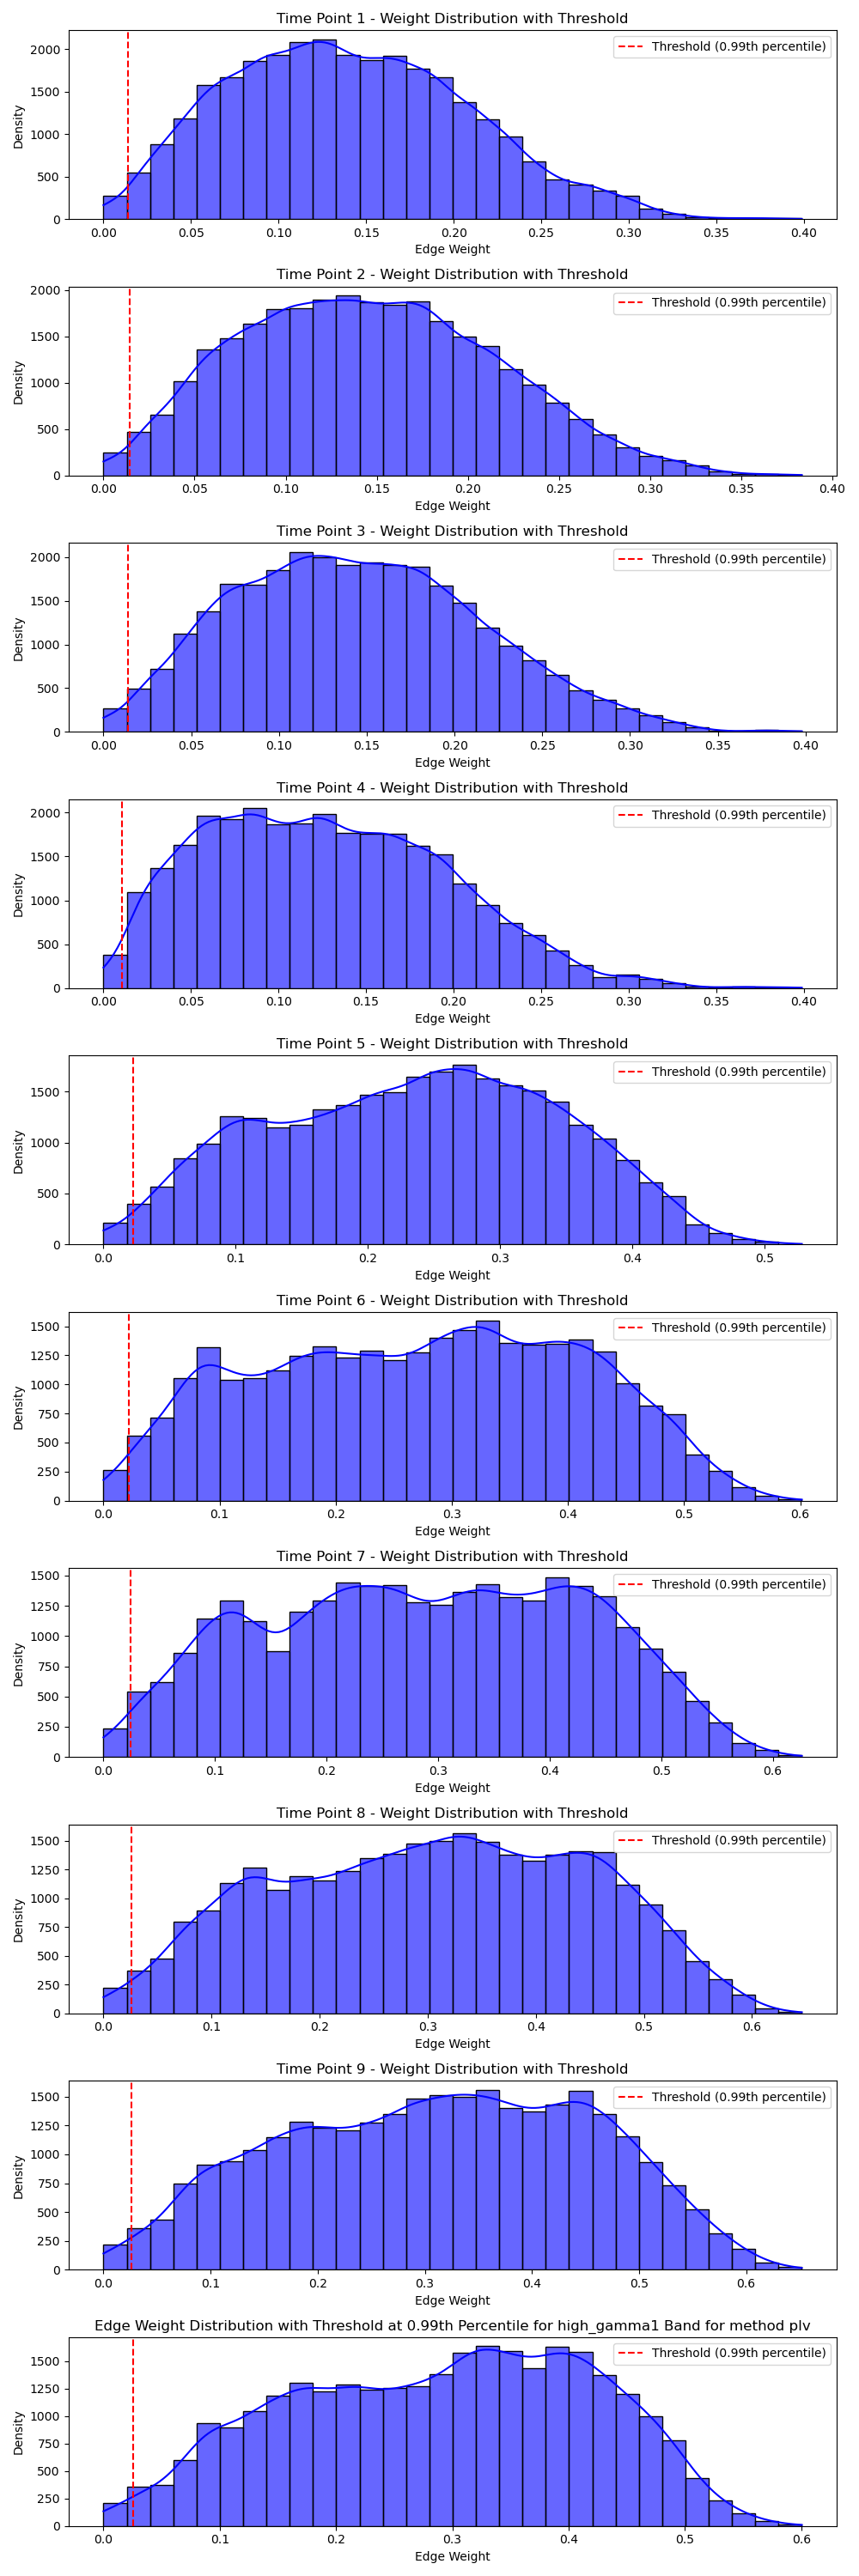 Time Point 1 - Weight Distribution with Threshold
Threshold (0.99th percentile)
Density
2000
1500
1000
500
0
0.00 0.05 0.10 0.15 0.20 0.25 0.30 0.35 0.40
Edge Weight
Time Point 2 - Weight Distribution with Threshold
Threshold (0.99th percentile)
Density
2000
1500
1000
500
0
0.00 0.05 0.10 0.15 0.20 0.25 0.30 0.35 0.40
Edge Weight
Time Point 3 - Weight Distribution with Threshold
Threshold (0.99th percentile)
Density
2000
1500
1000
500
0
0.00 0.05 0.10 0.15 0.20 0.25 0.30 0.35 0.40
Edge Weight
Time Point 4 - Weight Distribution with Threshold
Threshold (0.99th percentile)
Density
2000
1500
1000
500
0
0.00 0.05 0.10 0.15 0.20 0.25 0.30 0.35 0.40
Edge Weight
Time Point 5 - Weight Distribution with Threshold
Threshold (0.99th percentile)
Density
1500
1000
500
0
0.0 0.1 0.2 0.3 0.4 0.5
Edge Weight
Time Point 6 - Weight Distribution with Threshold
Threshold (0.99th percentile)
Density
1500
1250
1000
750
500
250
0
0.0 0.1 0.2 0.3 0.4 0.5 0.6
Edge Weight
Time Point 7 - Weight Distribution with Threshold
Threshold (0.99th percentile)
Density
1500
1250
1000
750
500
250
0
0.0 0.1 0.2 0.3 0.4 0.5 0.6
Edge Weight
Time Point 8 - Weight Distribution with Threshold
Threshold (0.99th percentile)
Density
1500
1250
1000
750
500
250
0
0.0 0.1 0.2 0.3 0.4 0.5 0.6
Edge Weight
Time Point 9 - Weight Distribution with Threshold
Threshold (0.99th percentile)
Density
1500
1250
1000
750
500
250
0
0.0 0.1 0.2 0.3 0.4 0.5 0.6
Edge Weight
Edge Weight Distribution with Threshold at 0.99th Percentile for high_gamma1 Band for method plv
Threshold (0.99th percentile)
Density
1500
1250
1000
750
500
250
0
0.0 0.1 0.2 0.3 0.4 0.5 0.6
Edge Weight